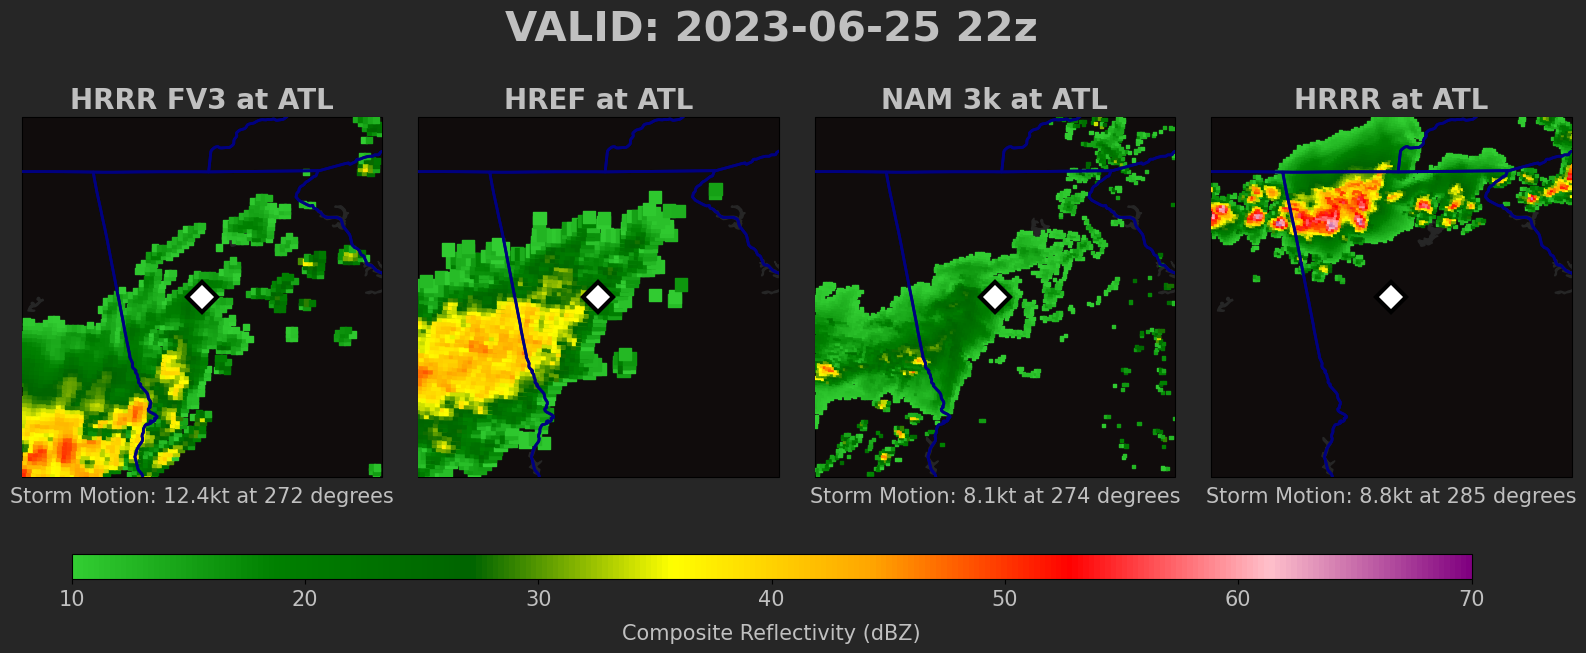 VALID: 2023-06-25 22z
HRRR FV3 at ATL
HREF at ATL
NAM 3k at ATL
HRRR at ATL
Storm Motion: 12.4kt at 272 degrees
Storm Motion: 8.1kt at 274 degrees
Storm Motion: 8.8kt at 285 degrees
10 20 30 40 50 60 70
Composite Reflectivity (dBZ)